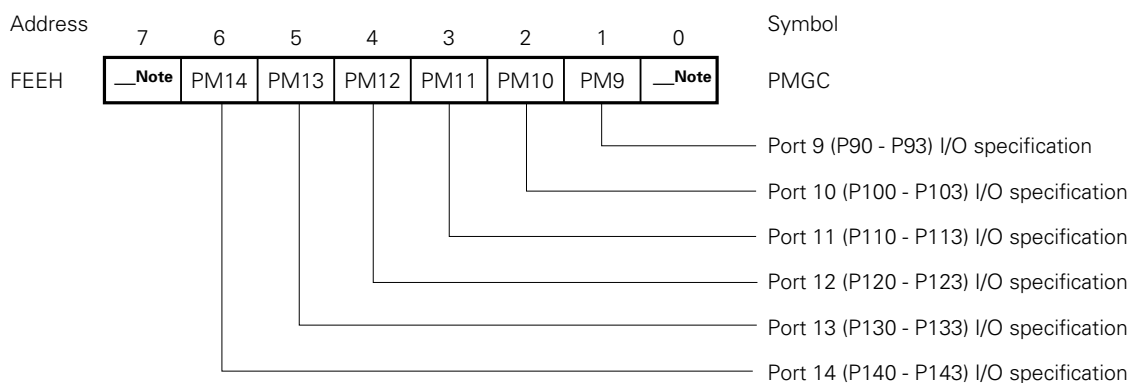 Address 7 6 5 4 3 2 1 0 Symbol
FEEH —Note PM14 PM13 PM12 PM11 PM10 PM9 —Note PMGC
Port 9 (P90 - P93) I/O specification
Port 10 (P100 - P103) I/O specification
Port 11 (P110 - P113) I/O specification
Port 12 (P120 - P123) I/O specification
Port 13 (P130 - P133) I/O specification
Port 14 (P140 - P143) I/O specification